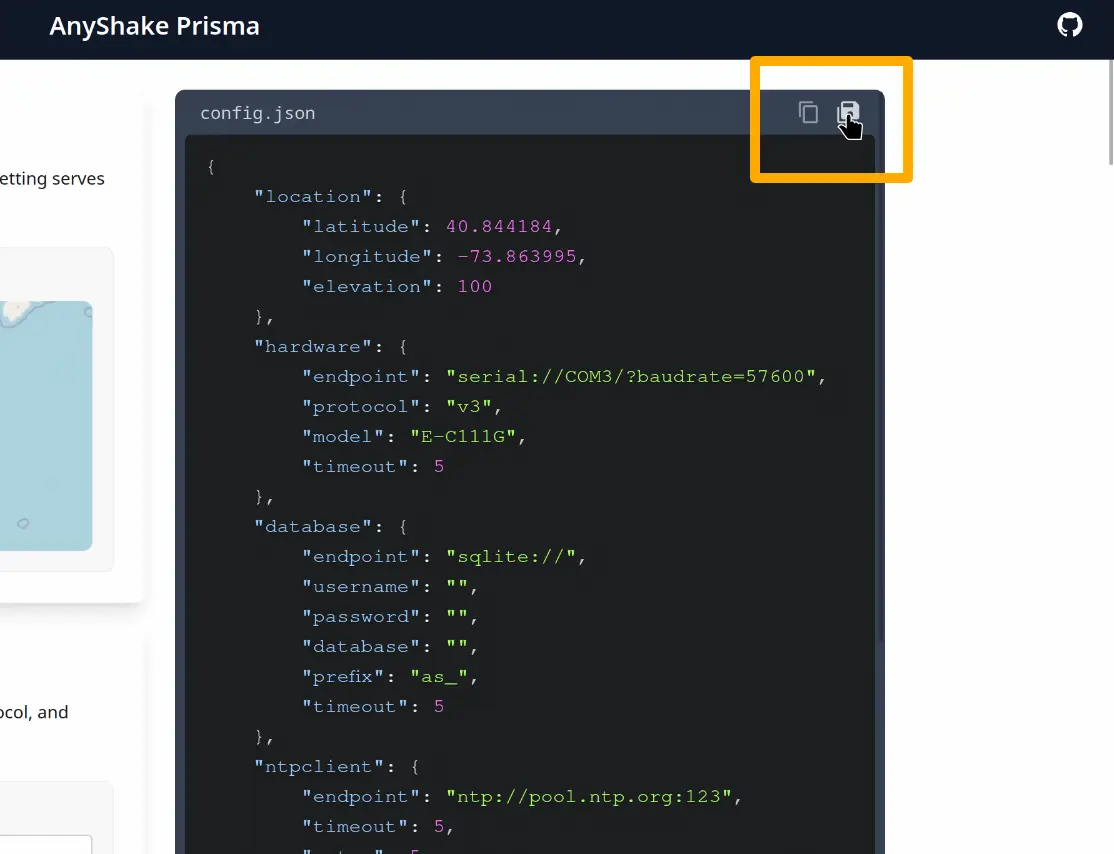 AnyShake Prisma
etting serves
ocol, and
config.json
{
"location": {
"latitude": 40.844184,
"longitude": -73.863995,
"elevation": 100
},
"hardware": {
"endpoint": "serial://COM3/?baudrate=57600",
"protocol": "v3",
"model": "E-C111G",
"timeout": 5
},
"database": {
"endpoint": "sqlite://",
"username": "",
"password": "",
"database": "",
"prefix": "as_",
"timeout": 5
},
"ntpclient": {
"endpoint": "ntp://pool.ntp.org:123",
"timeout": 5,